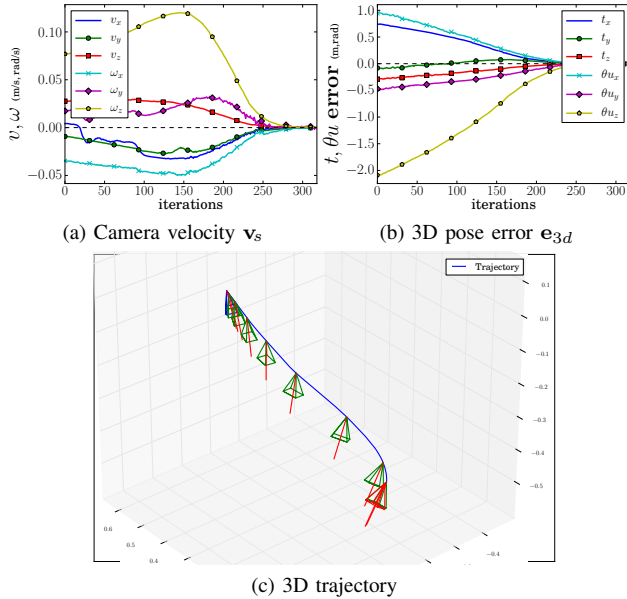 0.10
0.05
0.00
−0.05
v, ω (m/s, rad/s)
v_x
v_y
v_z
ω_x
ω_y
ω_z
0 50 100 150 200 250 300
iterations
(a) Camera velocity v_s
1.0
0.5
0.0
−0.5
−1.0
−1.5
−2.0
t, θu error (m,rad)
t_x
t_y
t_z
θu_x
θu_y
θu_z
0 50 100 150 200 250 300
iterations
(b) 3D pose error e_3d
Trajectory
0.1
0.0
−0.1
−0.2
−0.3
−0.4
−0.5
0.6
0.5
0.4
−0.4
(c) 3D trajectory